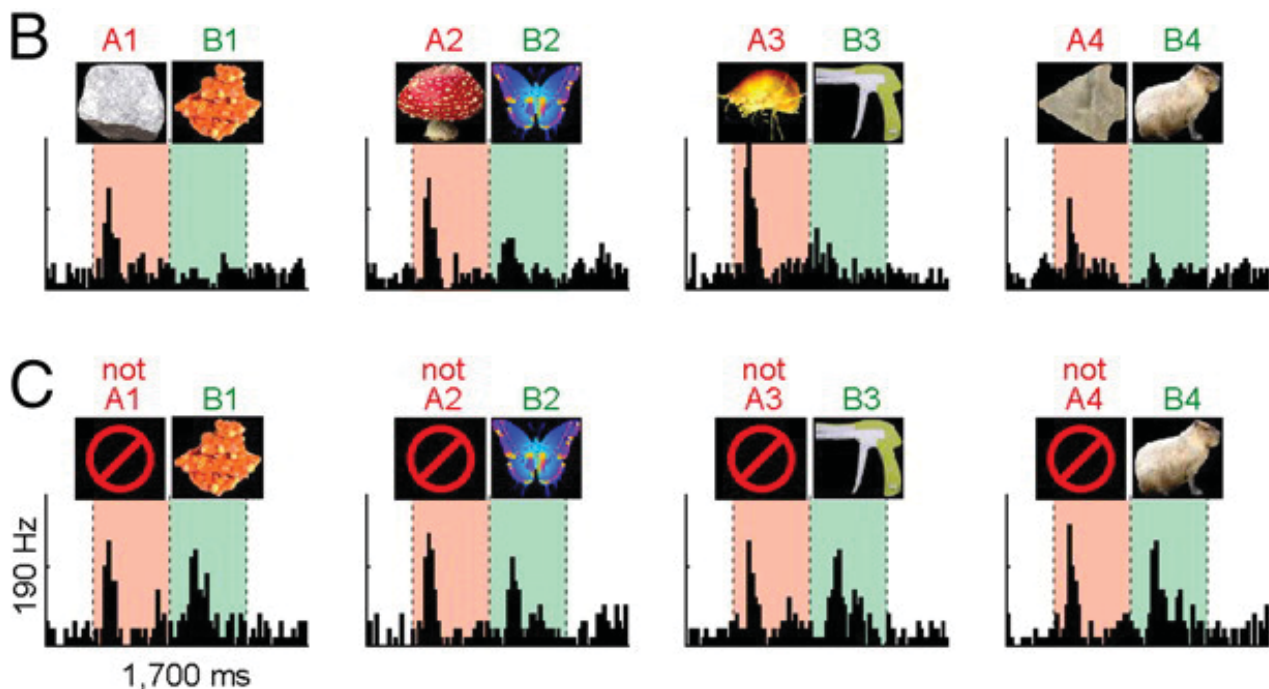 B
A1 B1 A2 B2 A3 B3 A4 B4
C
not not not not
A1 B1 A2 B2 A3 B3 A4 B4
190 Hz
1,700 ms